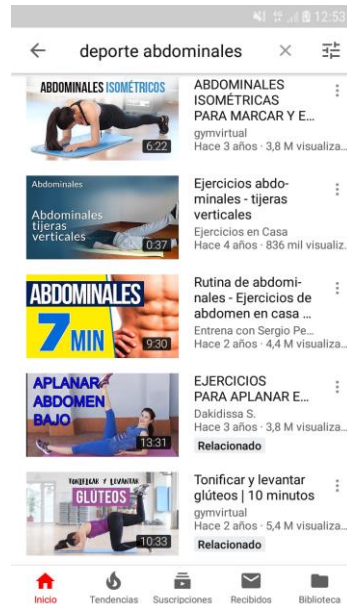 12:53
deporte abdominales
ABDOMINALES ISOMÉTRICOS
6:22
ABDOMINALES
ISOMÉTRICAS
PARA MARCAR Y E...
gymvirtual
Hace 3 años · 3,8 M visualiza...
Abdominales
Abdominales
tijeras
verticales
0:37
Ejercicios abdo-
minales - tijeras
verticales
Ejercicios en Casa
Hace 4 años · 836 mil visualiz.
ABDOMINALES
7 MIN
9:30
Rutina de abdomi-
nales - Ejercicios de
abdomen en casa ...
Entrena con Sergio Pe...
Hace 2 años · 4,4 M visualiza...
APLANAR
ABDOMEN
BAJO
13:31
EJERCICIOS
PARA APLANAR E...
Dakidissa S.
Hace 3 años · 3,8 M visualiza...
Relacionado
TONIFICAR Y LEVANTAR
GLÚTEOS
10:33
Tonificar y levantar
glúteos | 10 minutos
gymvirtual
Hace 2 años · 5,4 M visualiza...
Relacionado
Inicio Tendencias Suscripciones Recibidos Biblioteca